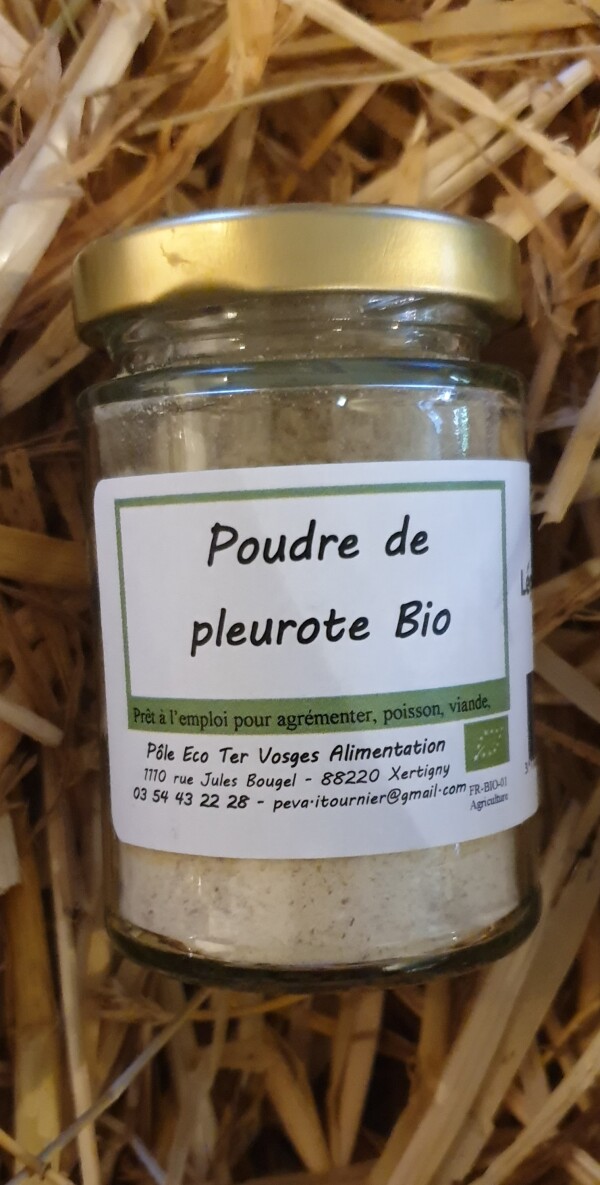 Poudre de
pleurote Bio
Prêt à l'emploi pour agrémenter, poisson, viande,
Pôle Eco Ter Vosges Alimentation
1110 rue Jules Bougel - 88220 Xertigny
03 54 43 22 28 - peva.itournier@gmail.com
FR-BIO-01
Agriculture